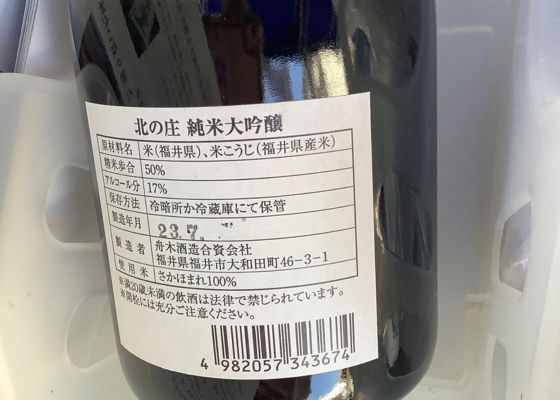 北の庄 純米大吟醸
原材料名 米(福井県)、米こうじ(福井県産米)
精米歩合 50%
アルコール分 17%
保存方法 冷暗所か冷蔵庫にて保管
製造年月 23.7.
製造者 舟木酒造合資会社
福井県福井市大和田町46-3-1
使用米 さかほまれ100%
※満20歳未満の飲酒は法律で禁じられています。
※開栓には充分ご注意ください。
4 982057 343674